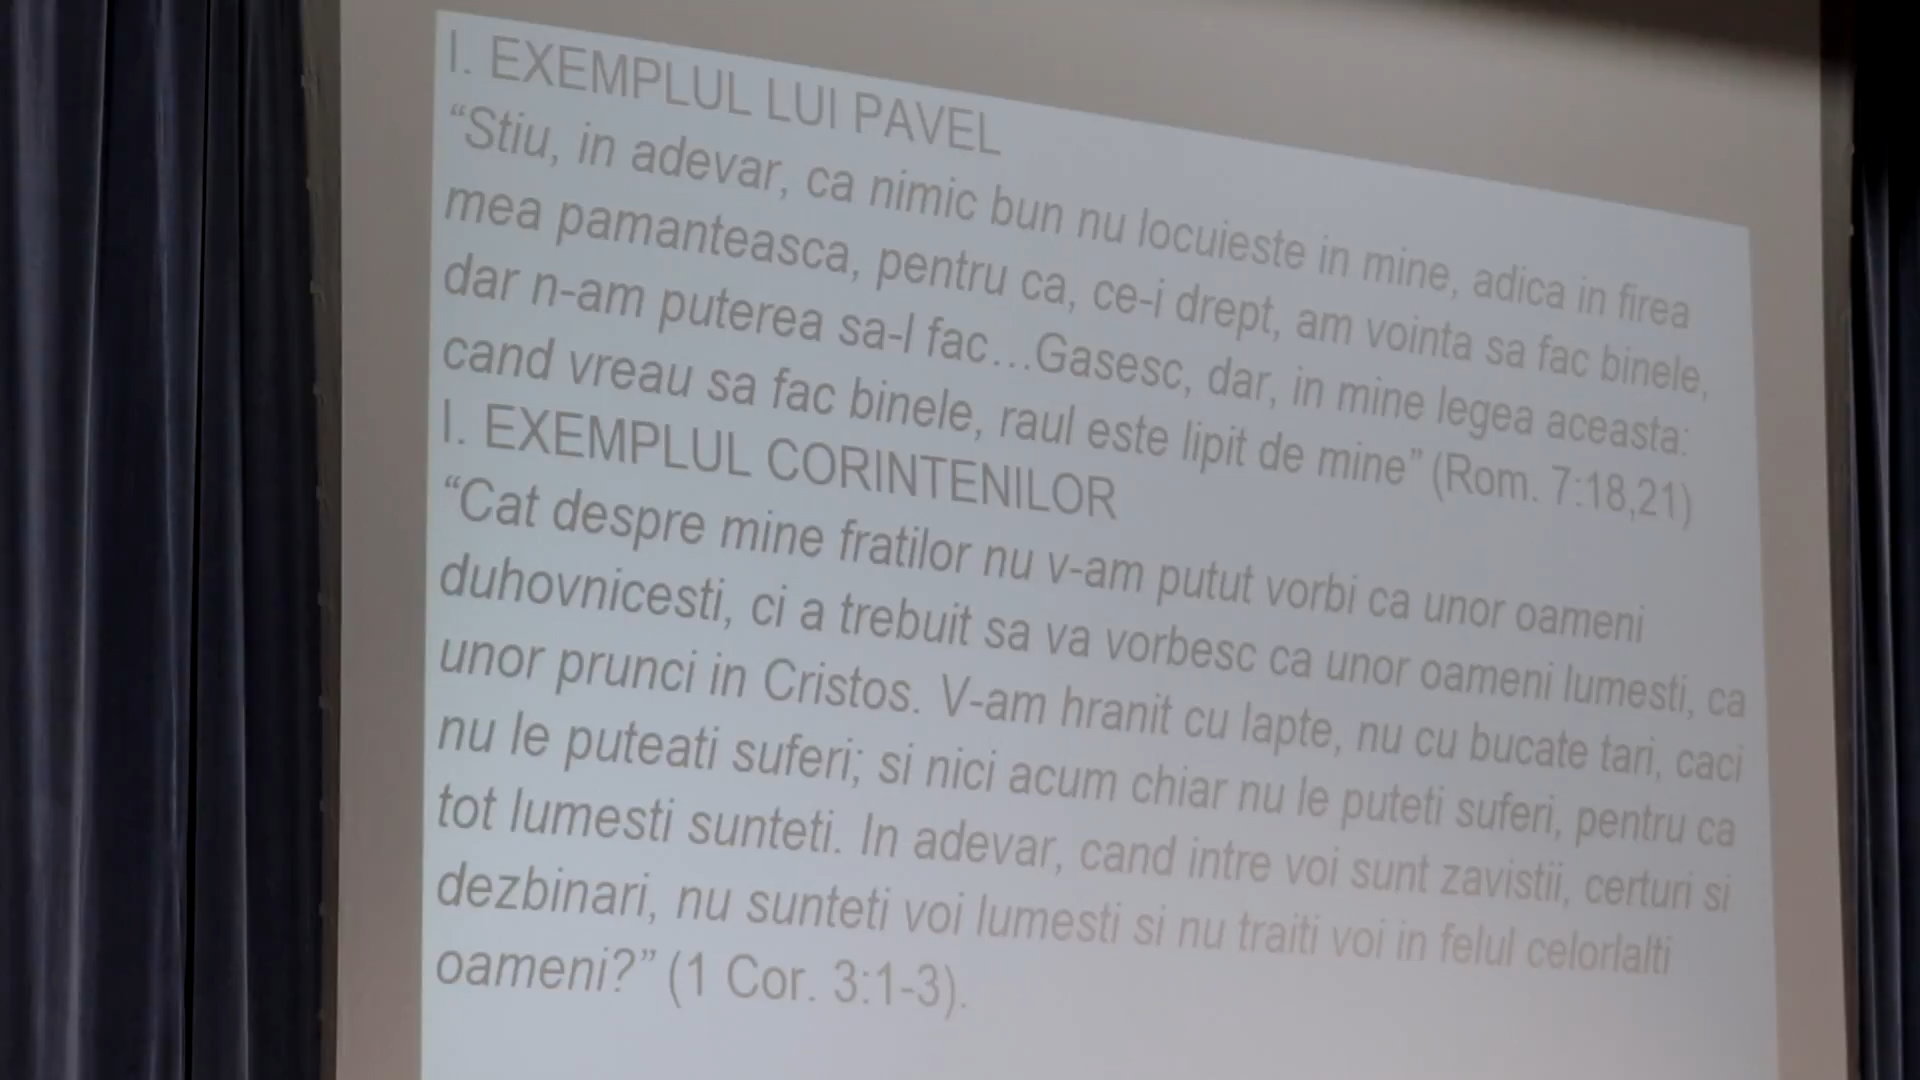 I. EXEMPLUL LUI PAVEL
“Stiu, in adevar, ca nimic bun nu locuieste in mine, adica in firea
mea pamanteasca, pentru ca, ce-i drept, am vointa sa fac binele,
dar n-am puterea sa-l fac…Gasesc, dar, in mine legea aceasta:
cand vreau sa fac binele, raul este lipit de mine” (Rom. 7:18,21)
I. EXEMPLUL CORINTENILOR
“Cat despre mine fratilor nu v-am putut vorbi ca unor oameni
duhovnicesti, ci a trebuit sa va vorbesc ca unor oameni lumesti, ca
unor prunci in Cristos. V-am hranit cu lapte, nu cu bucate tari, caci
nu le puteati suferi; si nici acum chiar nu le puteti suferi, pentru ca
tot lumesti sunteti. In adevar, cand intre voi sunt zavistii, certuri si
dezbinari, nu sunteti voi lumesti si nu traiti voi in felul celorlalti
oameni?” (1 Cor. 3:1-3).